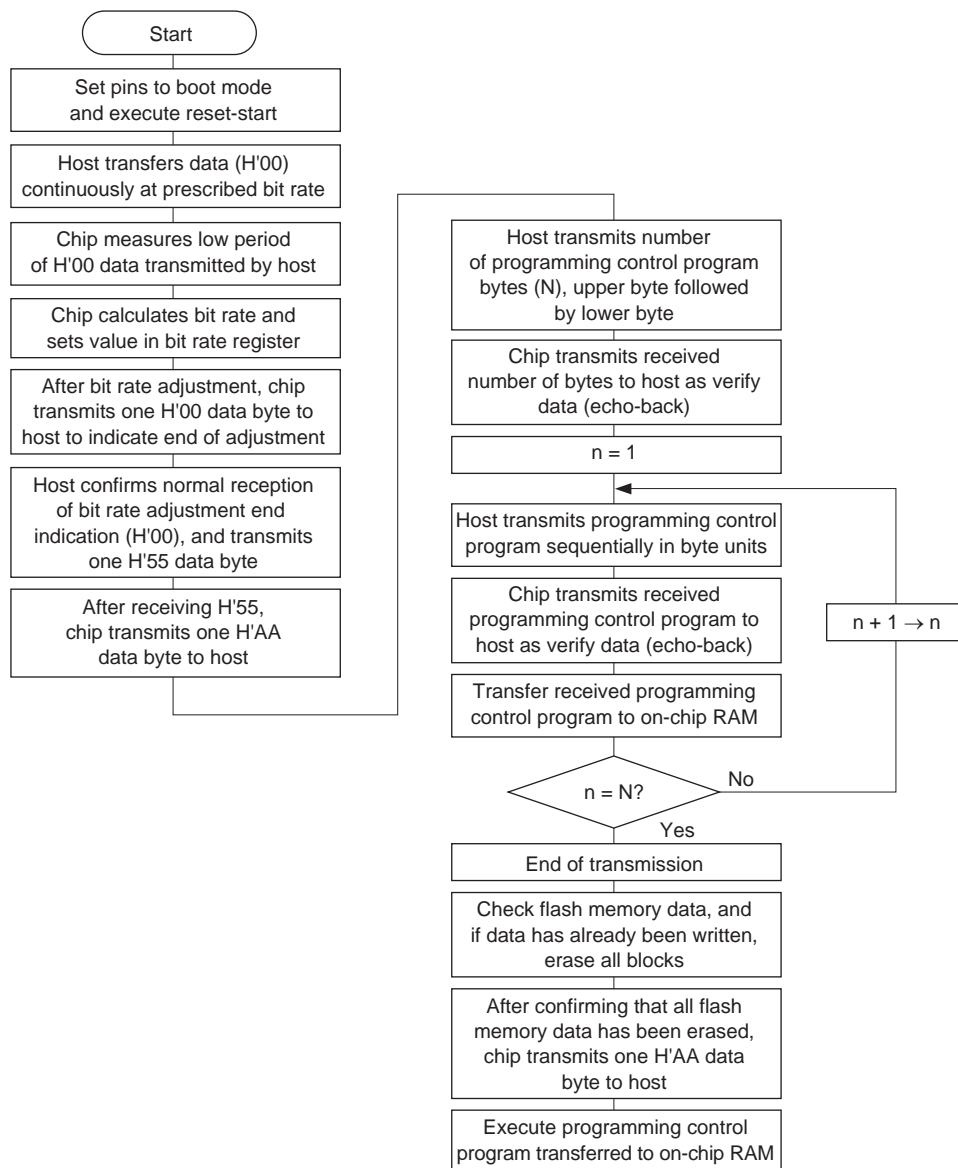 Start
Set pins to boot mode
and execute reset-start
Host transfers data (H'00)
continuously at prescribed bit rate
Chip measures low period
of H'00 data transmitted by host
Chip calculates bit rate and
sets value in bit rate register
After bit rate adjustment, chip
transmits one H'00 data byte to
host to indicate end of adjustment
Host confirms normal reception
of bit rate adjustment end
indication (H'00), and transmits
one H'55 data byte
After receiving H'55,
chip transmits one H'AA
data byte to host
Host transmits number
of programming control program
bytes (N), upper byte followed
by lower byte
Chip transmits received
number of bytes to host as verify
data (echo-back)
n = 1
Host transmits programming control
program sequentially in byte units
Chip transmits received
programming control program to
host as verify data (echo-back)
n + 1 → n
Transfer received programming
control program to on-chip RAM
n = N?
No
Yes
End of transmission
Check flash memory data, and
if data has already been written,
erase all blocks
After confirming that all flash
memory data has been erased,
chip transmits one H'AA data
byte to host
Execute programming control
program transferred to on-chip RAM